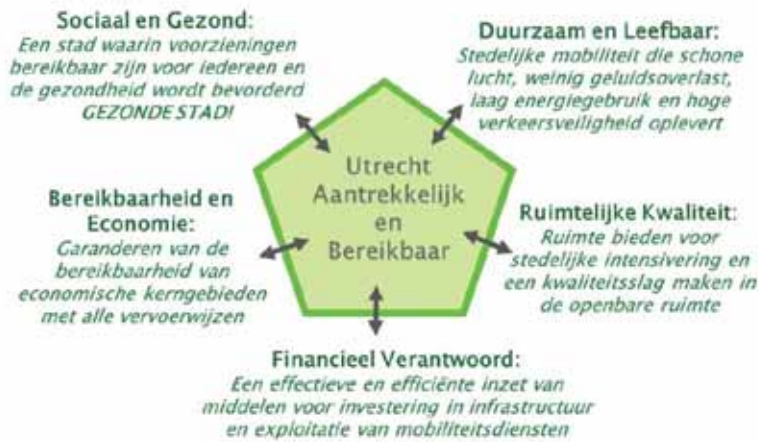 Sociaal en Gezond:
Een stad waarin voorzieningen
bereikbaar zijn voor iedereen en
de gezondheid wordt bevorderd
GEZONDE STAD!
Duurzaam en Leefbaar:
Stedelijke mobiliteit die schone
lucht, weinig geluidsoverlast,
laag energiegebruik en hoge
verkeersveiligheid oplevert
Utrecht
Aantrekkelijk
en
Bereikbaar
Bereikbaarheid en
Economie:
Garanderen van de
bereikbaarheid van
economische kerngebieden
met alle vervoerwijzen
Ruimtelijke Kwaliteit:
Ruimte bieden voor
stedelijke intensivering en
een kwaliteitsslag maken in
de openbare ruimte
Financieel Verantwoord:
Een effectieve en efficiënte inzet van
middelen voor investering in infrastructuur
en exploitatie van mobiliteitsdiensten